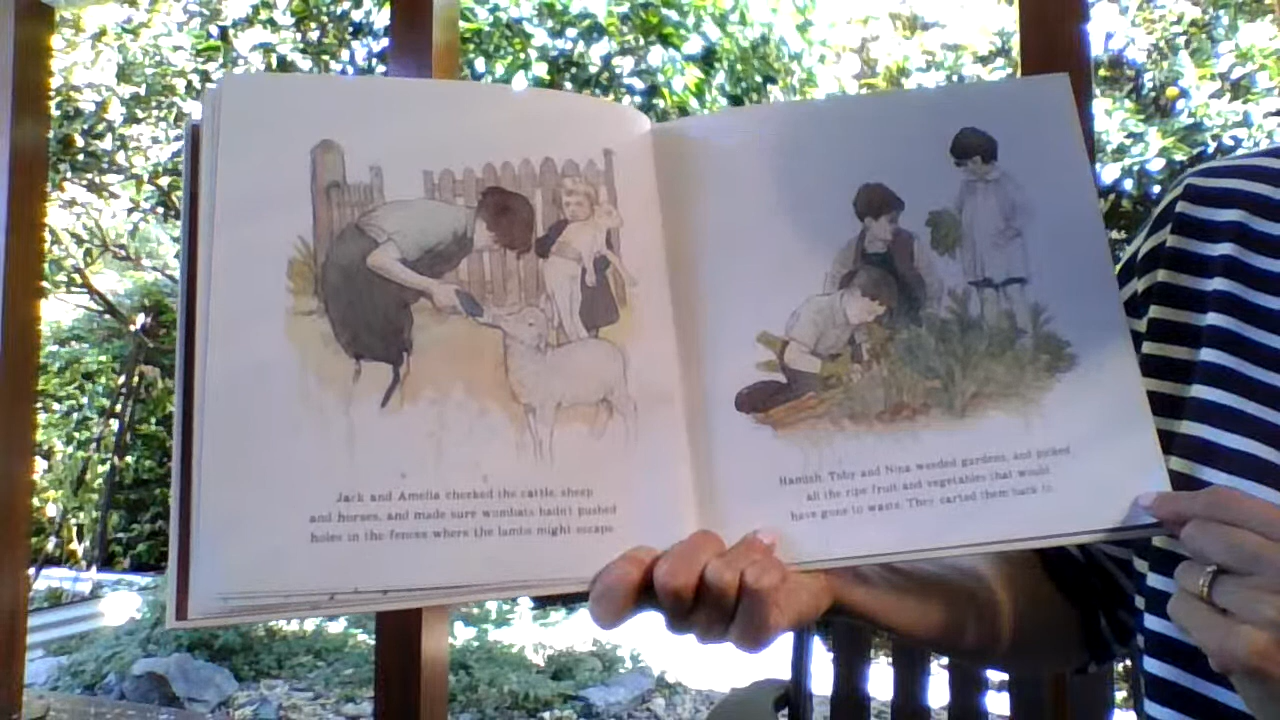 Jack and Amelia checked the cattle, sheep
and horses, and made sure wombats hadn't pushed
holes in the fences where the lambs might escape.
Hamish, Toby and Nina weeded gardens, and picked
all the ripe fruit and vegetables that would
have gone to waste. They carted them back to